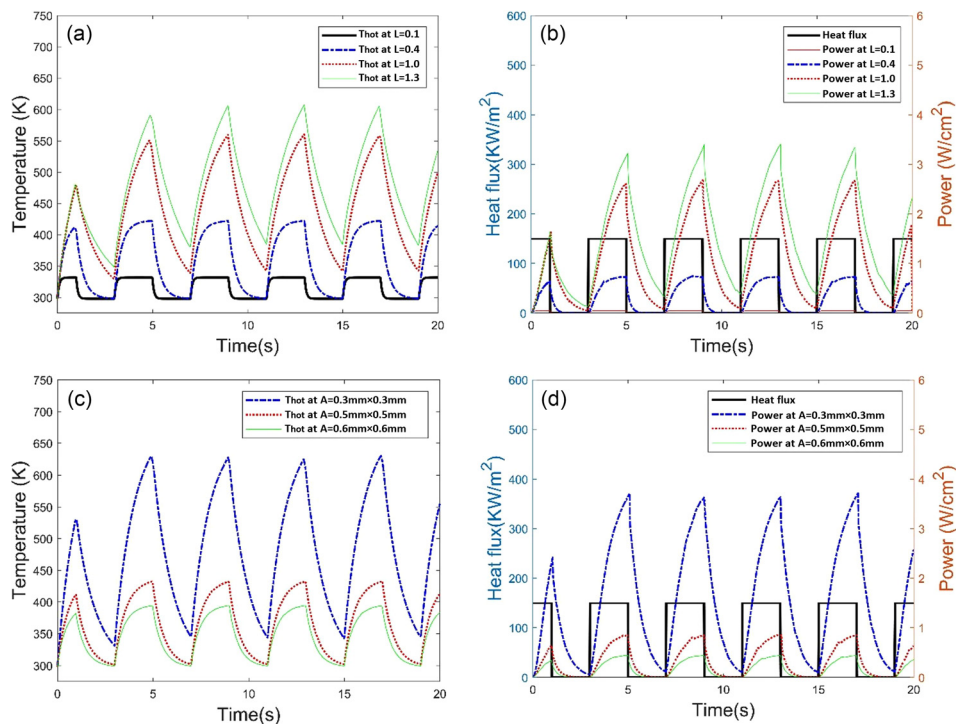 (a)
Temperature (K)
750
700
650
600
550
500
450
400
350
300
Thot at L=0.1
Thot at L=0.4
Thot at L=1.0
Thot at L=1.3
0 5 10 15 20
Time(s)
(b)
Heat flux(KW/m²)
600
500
400
300
200
100
0
Heat flux
Power at L=0.1
Power at L=0.4
Power at L=1.0
Power at L=1.3
6
5
4
3
2
1
0
Power (W/cm²)
0 5 10 15 20
Time(s)
(c)
Temperature (K)
750
700
650
600
550
500
450
400
350
300
Thot at A=0.3mm×0.3mm
Thot at A=0.5mm×0.5mm
Thot at A=0.6mm×0.6mm
0 5 10 15 20
Time(s)
(d)
Heat flux(KW/m²)
600
500
400
300
200
100
0
Heat flux
Power at A=0.3mm×0.3mm
Power at A=0.5mm×0.5mm
Power at A=0.6mm×0.6mm
6
5
4
3
2
1
0
Power (W/cm²)
0 5 10 15 20
Time(s)